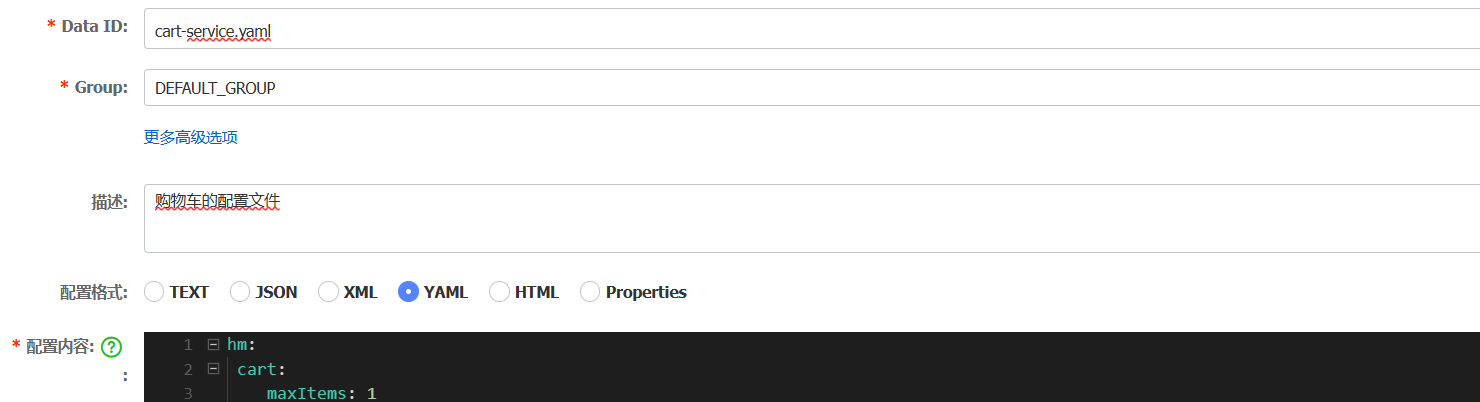 * Data ID: cart-service.yaml
* Group: DEFAULT_GROUP
更多高级选项
描述: 购物车的配置文件
配置格式: TEXT JSON XML YAML HTML Properties
* 配置内容: ? :
1 hm:
2 cart:
3 maxItems: 1